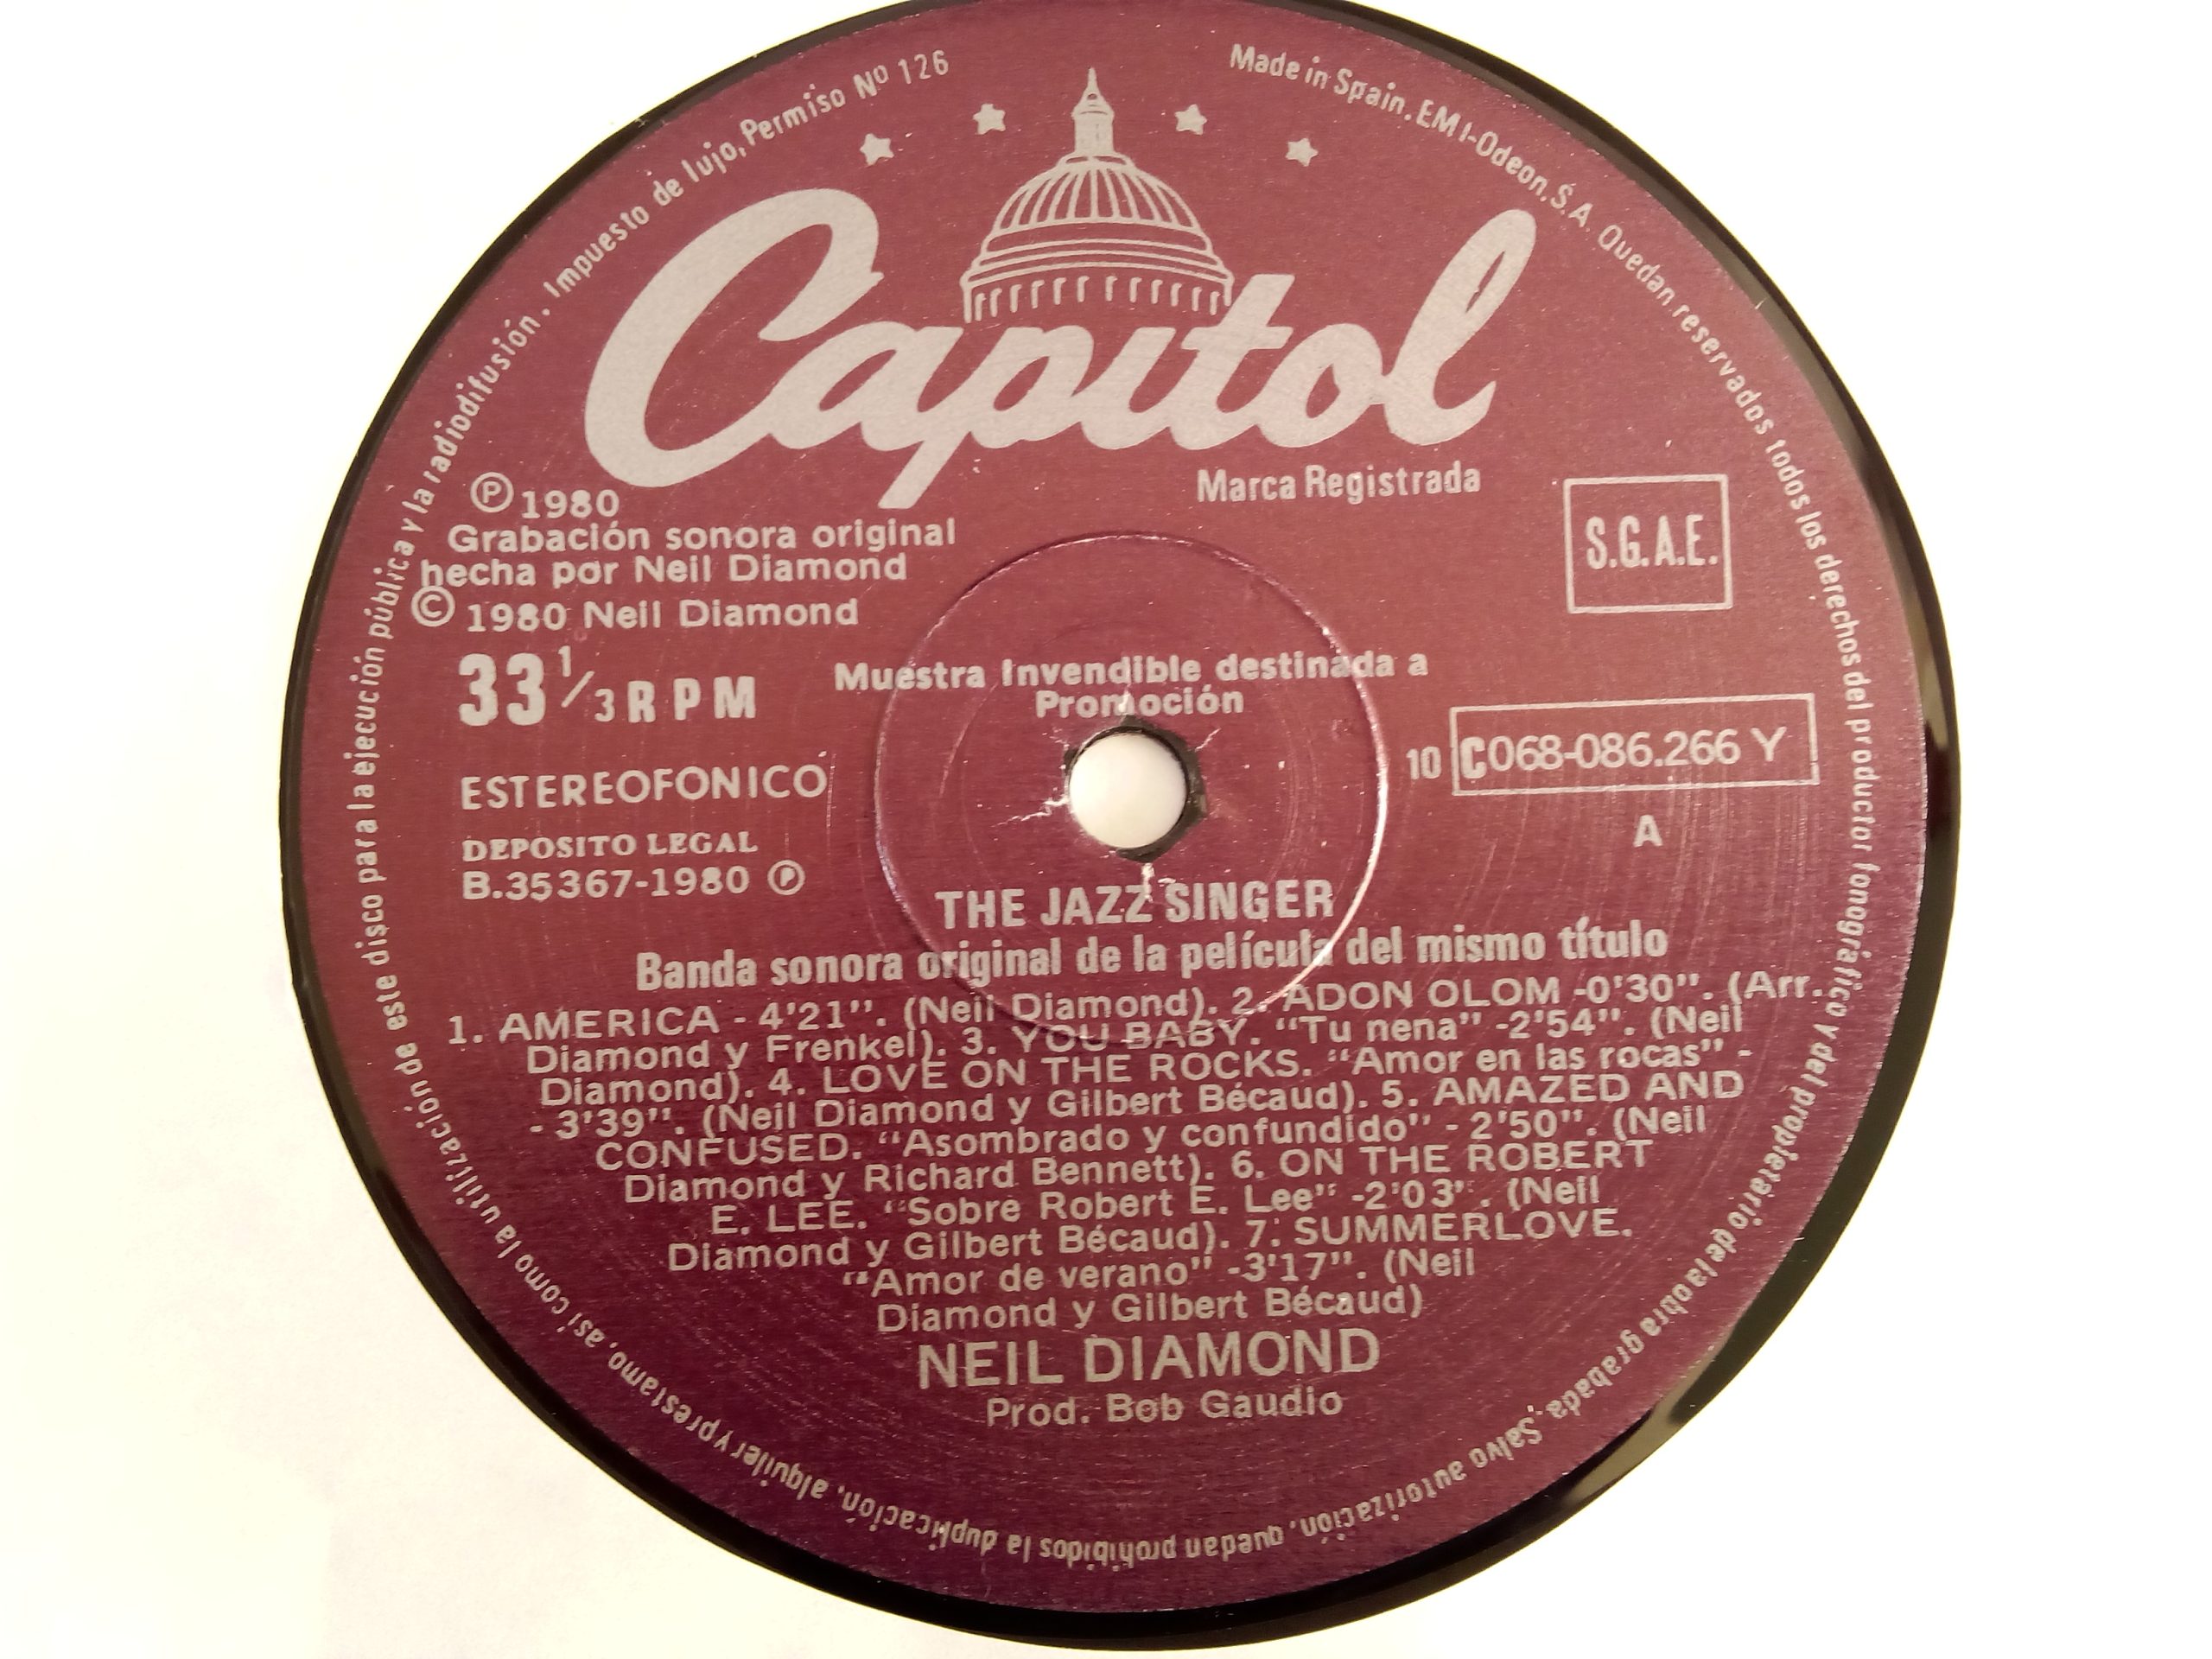 Made in Spain. EMI-Odeon. S.A. Quedan reservados todos los derechos del productor fonográfico y del propietario de la obra grabada. Salvo autorización, quedan prohibidos la duplicación, alquiler y prestamo, así como la utilización de este disco para la ejecución pública y la radiodifusión. Impuesto de lujo, Permiso Nº 126
Capitol
Marca Registrada
Ⓟ 1980
Grabación sonora original
hecha por Neil Diamond
© 1980 Neil Diamond
S.G.A.E.
33 1/3 RPM
Muestra Invendible destinada a
Promoción
10 C068-086.266 Y
A
ESTEREOFONICO
DEPOSITO LEGAL
B.35367-1980 Ⓟ
THE JAZZ SINGER
Banda sonora original de la película del mismo título
1. AMERICA - 4'21". (Neil Diamond). 2. ADON OLOM -0'30". (Arr.
Diamond y Frenkel). 3. YOU BABY. "Tu nena" -2'54". (Neil
Diamond). 4. LOVE ON THE ROCKS. "Amor en las rocas" -
- 3'39". (Neil Diamond y Gilbert Bécaud). 5. AMAZED AND
CONFUSED. "Asombrado y confundido" - 2'50". (Neil
Diamond y Richard Bennett). 6. ON THE ROBERT
E. LEE. "Sobre Robert E. Lee" -2'03". (Neil
Diamond y Gilbert Bécaud). 7. SUMMERLOVE.
"Amor de verano" -3'17". (Neil
Diamond y Gilbert Bécaud)
NEIL DIAMOND
Prod. Bob Gaudio